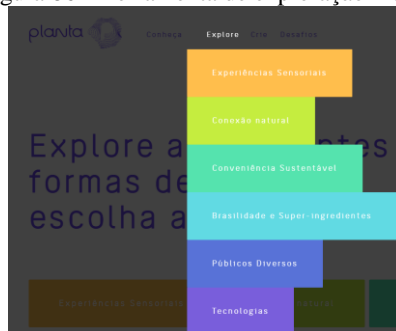 planta
Conheça Explore Crie Desafios
Experiências Sensoriais
Conexão natural
Conveniência Sustentável
Brasilidade e Super-ingredientes
Públicos Diversos
Tecnologias
Explore a
formas de
escolha a
Experiências Sensoriais